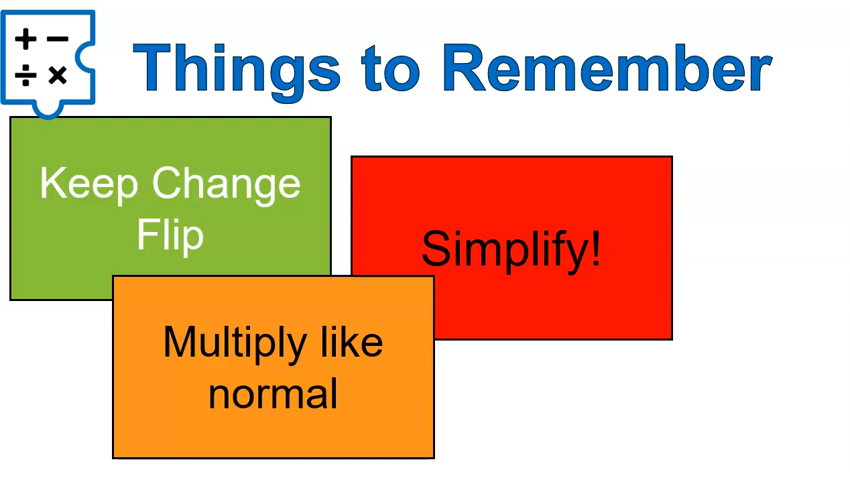 + −
÷ ×
Things to Remember
Keep Change
Flip
Simplify!
Multiply like
normal